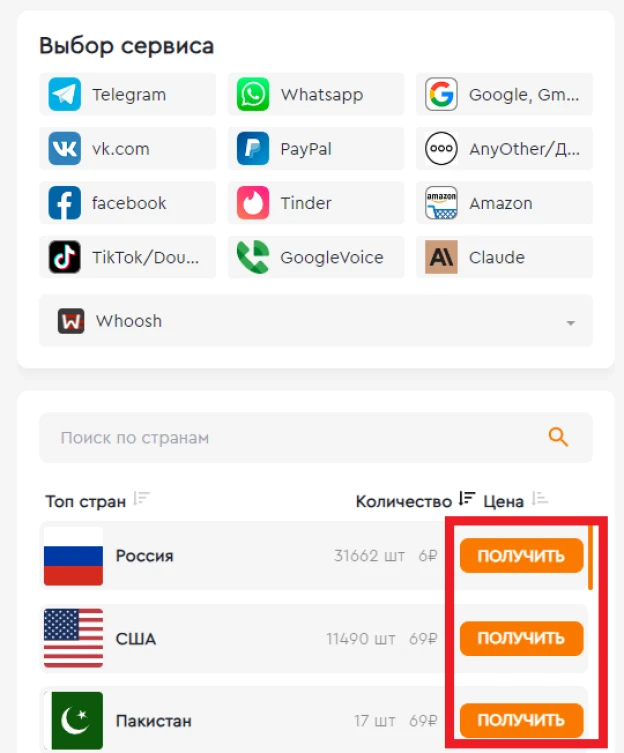 Выбор сервиса
Telegram Whatsapp Google, Gm...
vk.com PayPal AnyOther/Д...
facebook Tinder amazon Amazon
TikTok/Dou... GoogleVoice Claude
Whoosh
Поиск по странам
Топ стран Количество Цена
Россия 31662 шт 6₽ ПОЛУЧИТЬ
США 11490 шт 69₽ ПОЛУЧИТЬ
Пакистан 17 шт 69₽ ПОЛУЧИТЬ